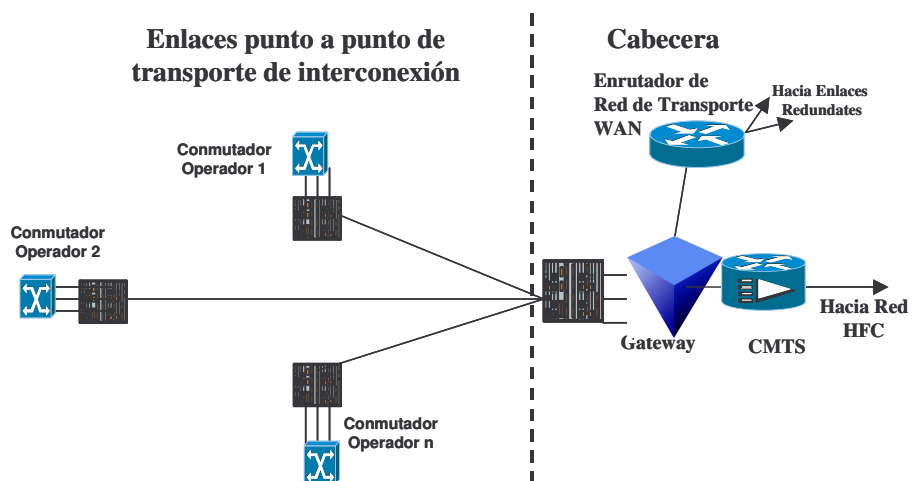 Enlaces punto a punto de
transporte de interconexión
Cabecera
Enrutador de
Red de Transporte
WAN
Hacia Enlaces
Redundates
Conmutador
Operador 1
Conmutador
Operador 2
Gateway
CMTS
Hacia Red
HFC
Conmutador
Operador n